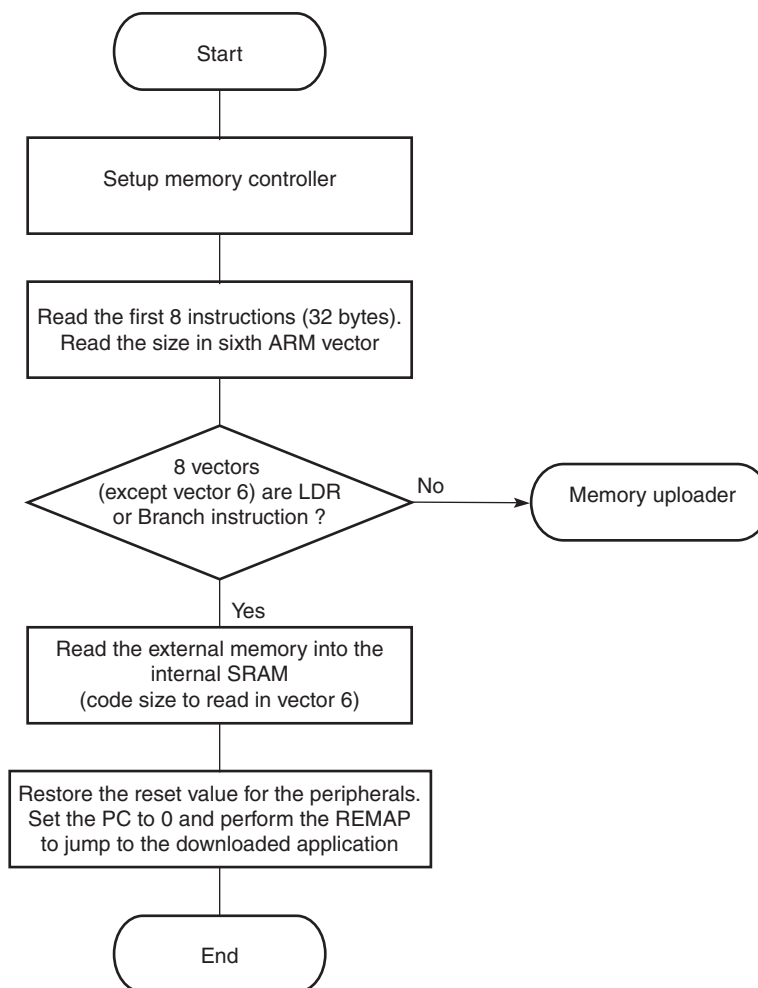 Start
Setup memory controller
Read the first 8 instructions (32 bytes).
Read the size in sixth ARM vector
8 vectors
(except vector 6) are LDR
or Branch instruction ?
No
Memory uploader
Yes
Read the external memory into the
internal SRAM
(code size to read in vector 6)
Restore the reset value for the peripherals.
Set the PC to 0 and perform the REMAP
to jump to the downloaded application
End